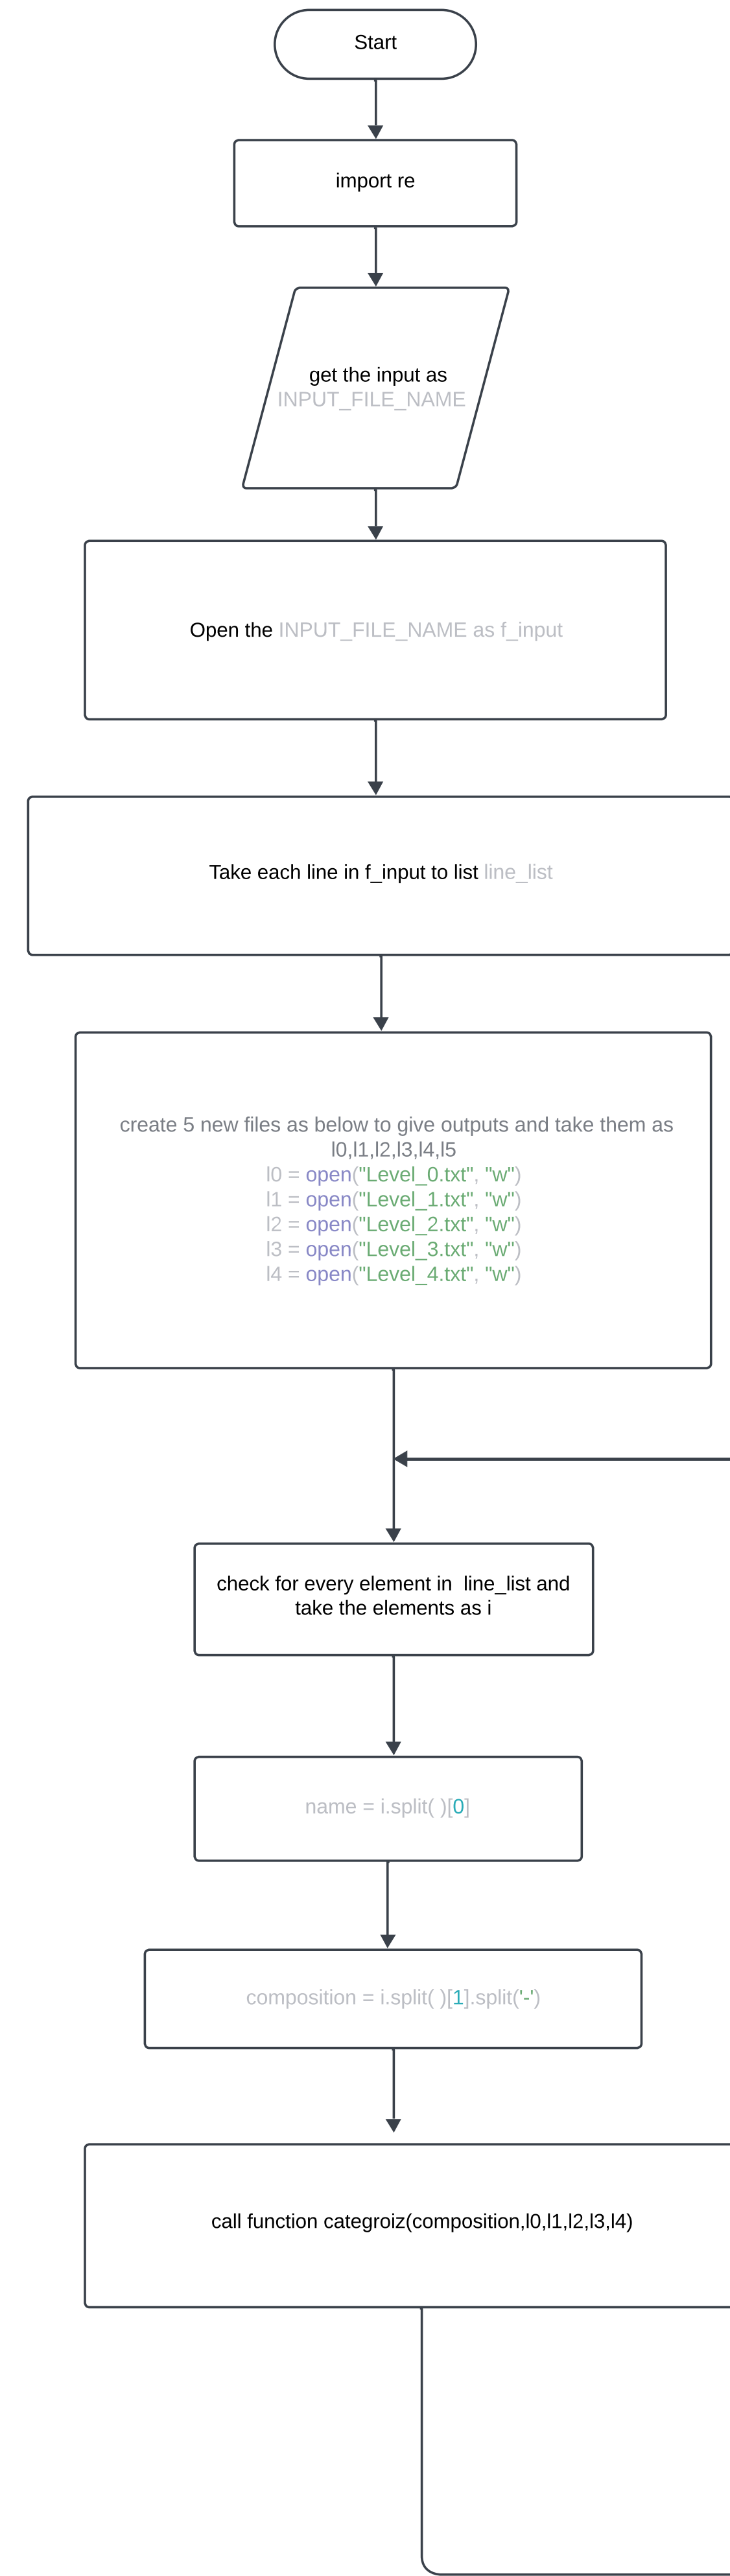 Start
import re
get the input as
INPUT_FILE_NAME
Open the INPUT_FILE_NAME as f_input
Take each line in f_input to list line_list
create 5 new files as below to give outputs and take them as
l0,l1,l2,l3,l4,l5
l0 = open("Level_0.txt", "w")
l1 = open("Level_1.txt", "w")
l2 = open("Level_2.txt", "w")
l3 = open("Level_3.txt", "w")
l4 = open("Level_4.txt", "w")
check for every element in  line_list and
take the elements as i
name = i.split( )[0]
composition = i.split( )[1].split('-')
call function categroiz(composition,l0,l1,l2,l3,l4)